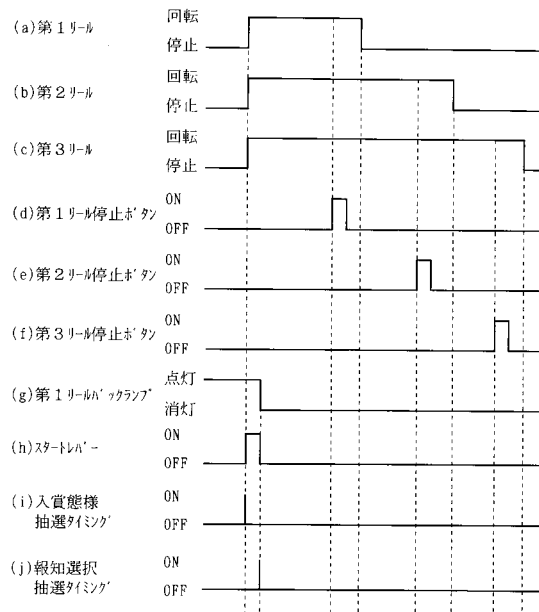 (a)第1リール
回転
停止
(b)第2リール
回転
停止
(c)第3リール
回転
停止
(d)第1リール停止ボタン
ON
OFF
(e)第2リール停止ボタン
ON
OFF
(f)第3リール停止ボタン
ON
OFF
(g)第1リールバックランプ
点灯
消灯
(h)スタートレバー
ON
OFF
(i)入賞態様
抽選タイミング
ON
OFF
(j)報知選択
抽選タイミング
ON
OFF